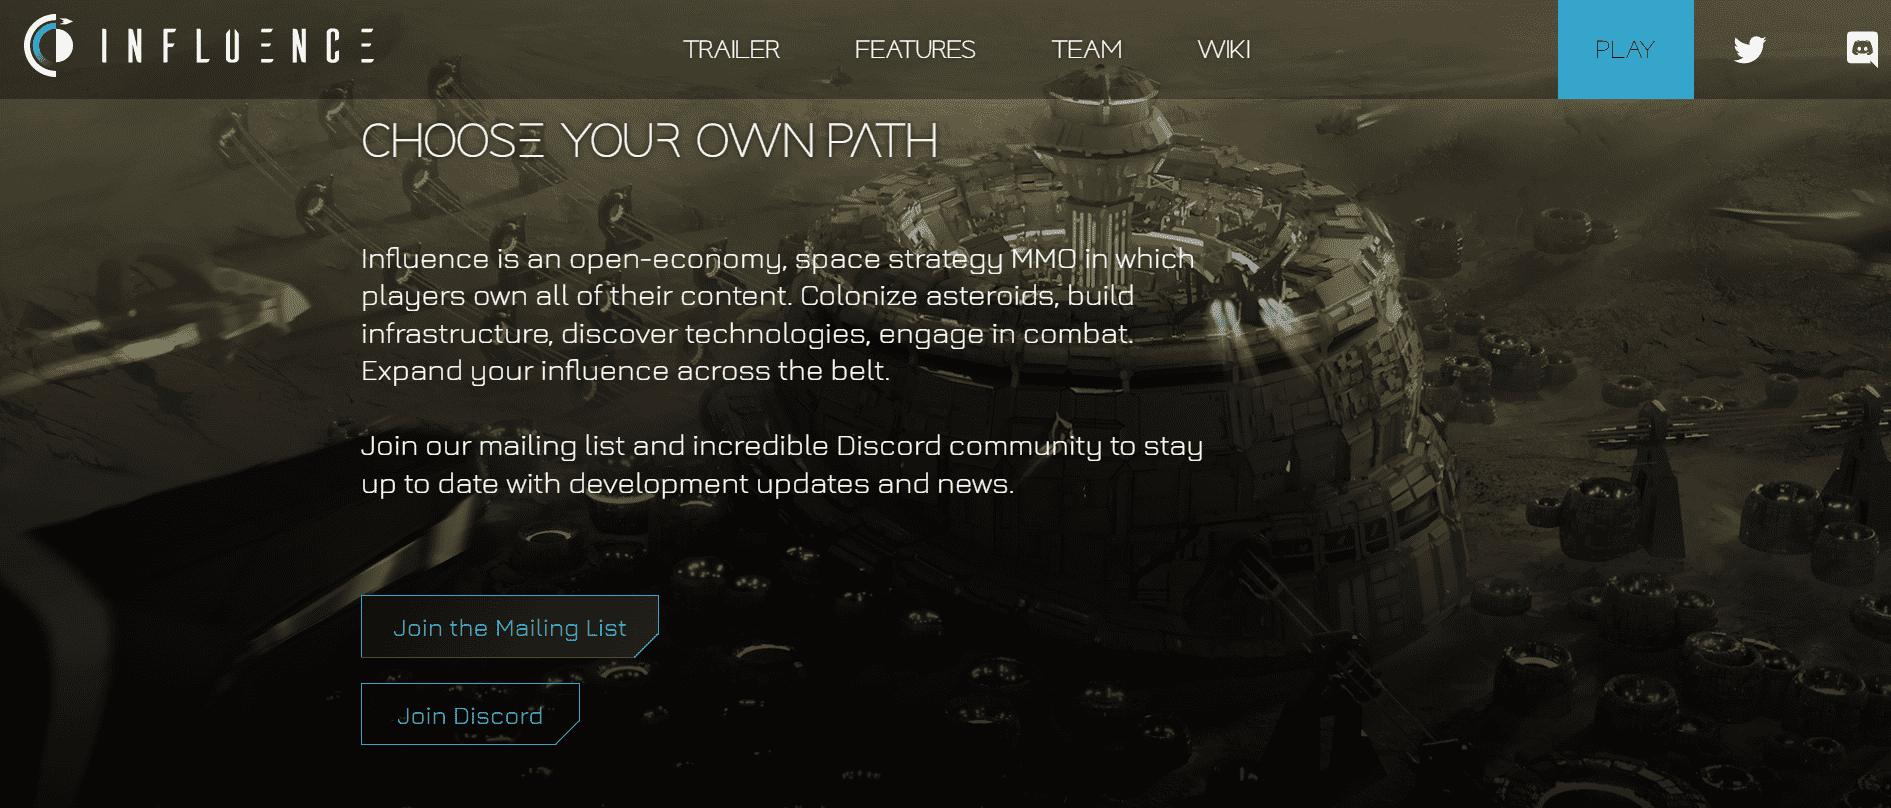 INFLUENCE
TRAILER
FEATURES
TEAM
WIKI
PLAY
CHOOSE YOUR OWN PATH
Influence is an open-economy, space strategy MMO in which
players own all of their content. Colonize asteroids, build
infrastructure, discover technologies, engage in combat.
Expand your influence across the belt.
Join our mailing list and incredible Discord community to stay
up to date with development updates and news.
Join the Mailing List
Join Discord